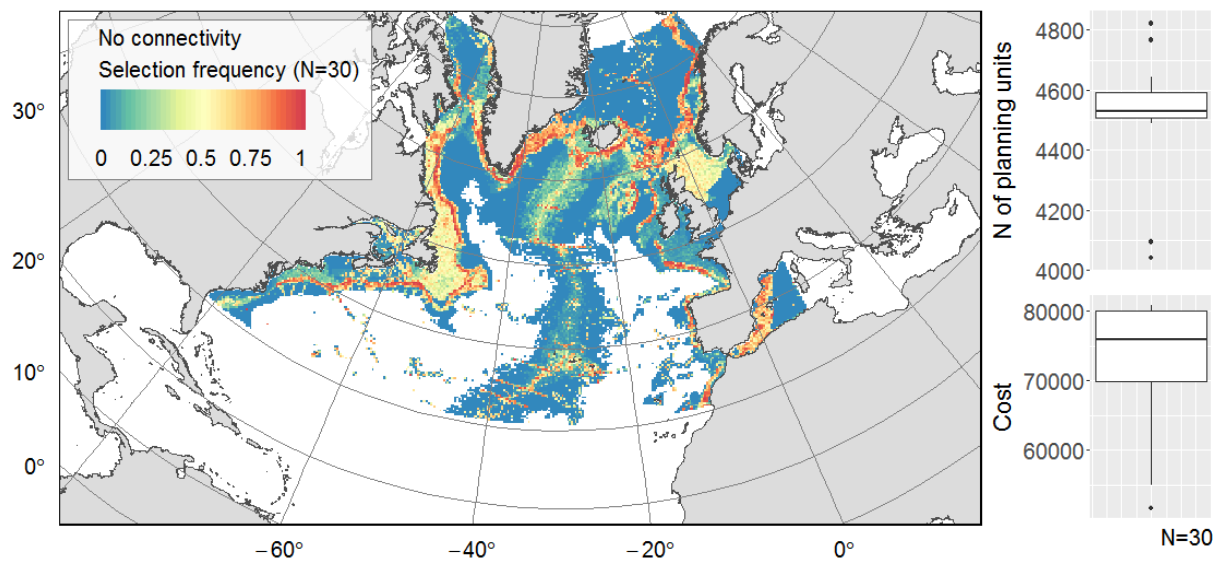 No connectivity
Selection frequency (N=30)
0 0.25 0.5 0.75 1
30°
20°
10°
0°
−60° −40° −20° 0°
N of planning units
4800
4600
4400
4200
4000
Cost
80000
70000
60000
N=30